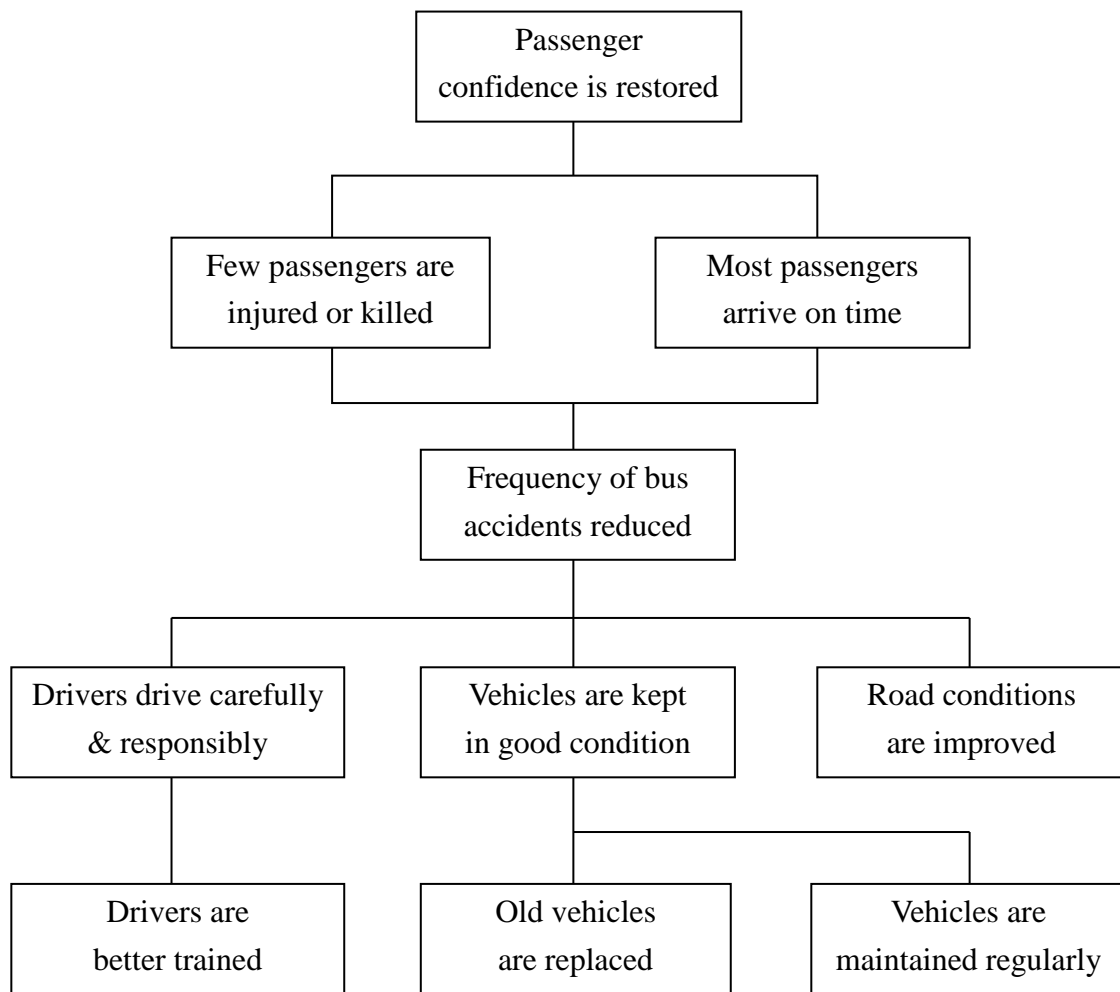 Passenger
confidence is restored
Few passengers are
injured or killed
Most passengers
arrive on time
Frequency of bus
accidents reduced
Drivers drive carefully
& responsibly
Vehicles are kept
in good condition
Road conditions
are improved
Drivers are
better trained
Old vehicles
are replaced
Vehicles are
maintained regularly